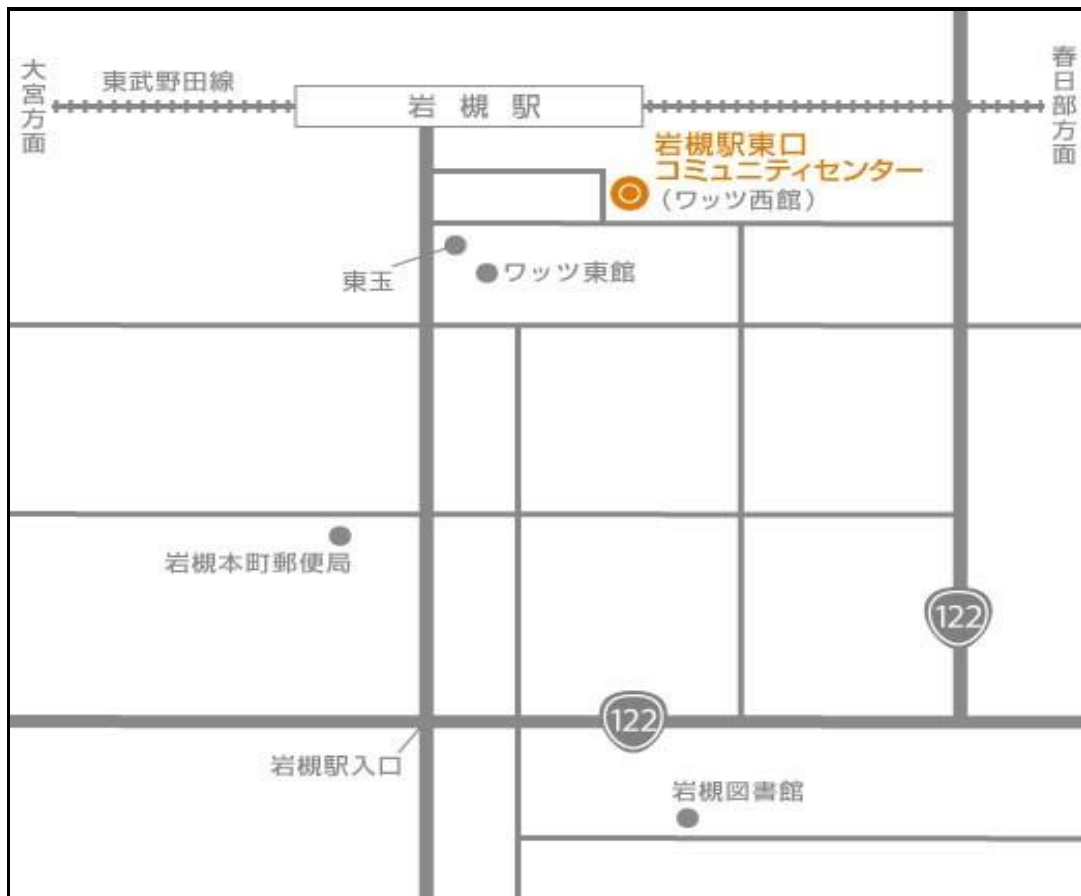 大宮方面
東武野田線
岩槻駅
春日部方面
岩槻駅東口
コミュニティセンター
（ワッツ西館）
東玉
ワッツ東館
岩槻本町郵便局
122
122
岩槻駅入口
岩槻図書館